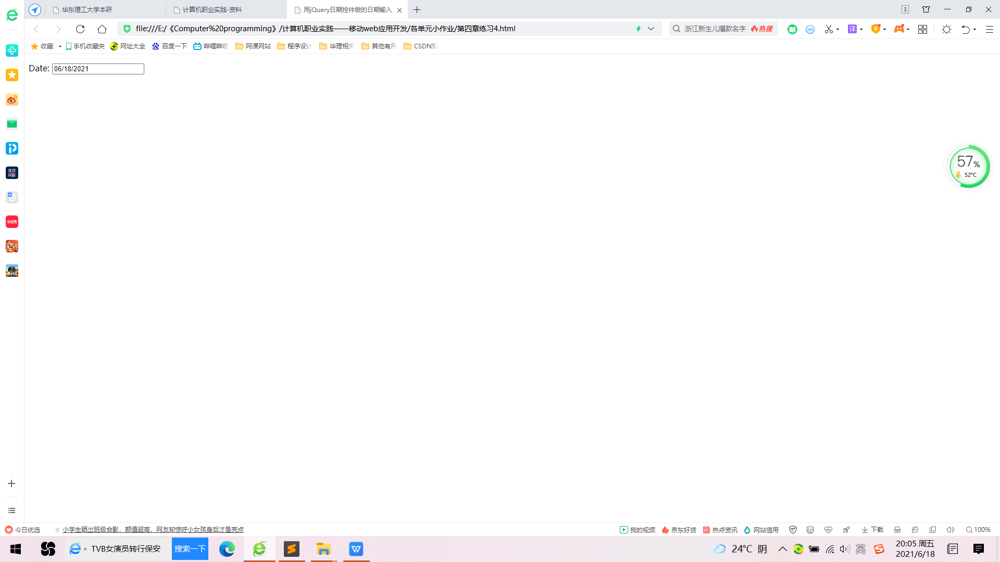 华东理工大学本研
计算机职业实践-资料
用jQuery日期控件做的日期输入
3
file:///E:/《Computer%20programming》/计算机职业实践——移动web应用开发/各单元小作业/第四章练习4.html
浙江新生儿爆款名字
热搜
译
收藏
手机收藏夹
网址大全
百度一下
哔哩哔哩
网课网站
程序设计
华理相关
其他有用
CSDN知
Date: 06/18/2021
57%
52°C
环球
网校
小红书
今日优选
小学生晒出班级合影，颜值超高，网友却惊呼小女孩身后才是亮点
我的视频
京东好货
热点资讯
网站信用
下载
100%
TVB女演员转行保安
搜索一下
24°C 阴
英
20:05 周五
2021/6/18